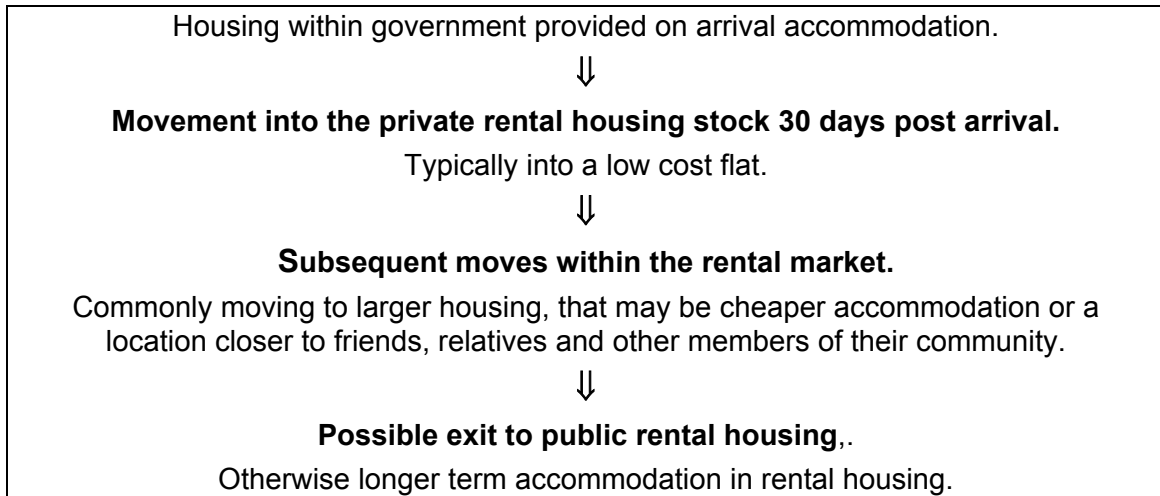 Housing within government provided on arrival accommodation.
⇓
Movement into the private rental housing stock 30 days post arrival.
Typically into a low cost flat.
⇓
Subsequent moves within the rental market.
Commonly moving to larger housing, that may be cheaper accommodation or a
location closer to friends, relatives and other members of their community.
⇓
Possible exit to public rental housing,.
Otherwise longer term accommodation in rental housing.